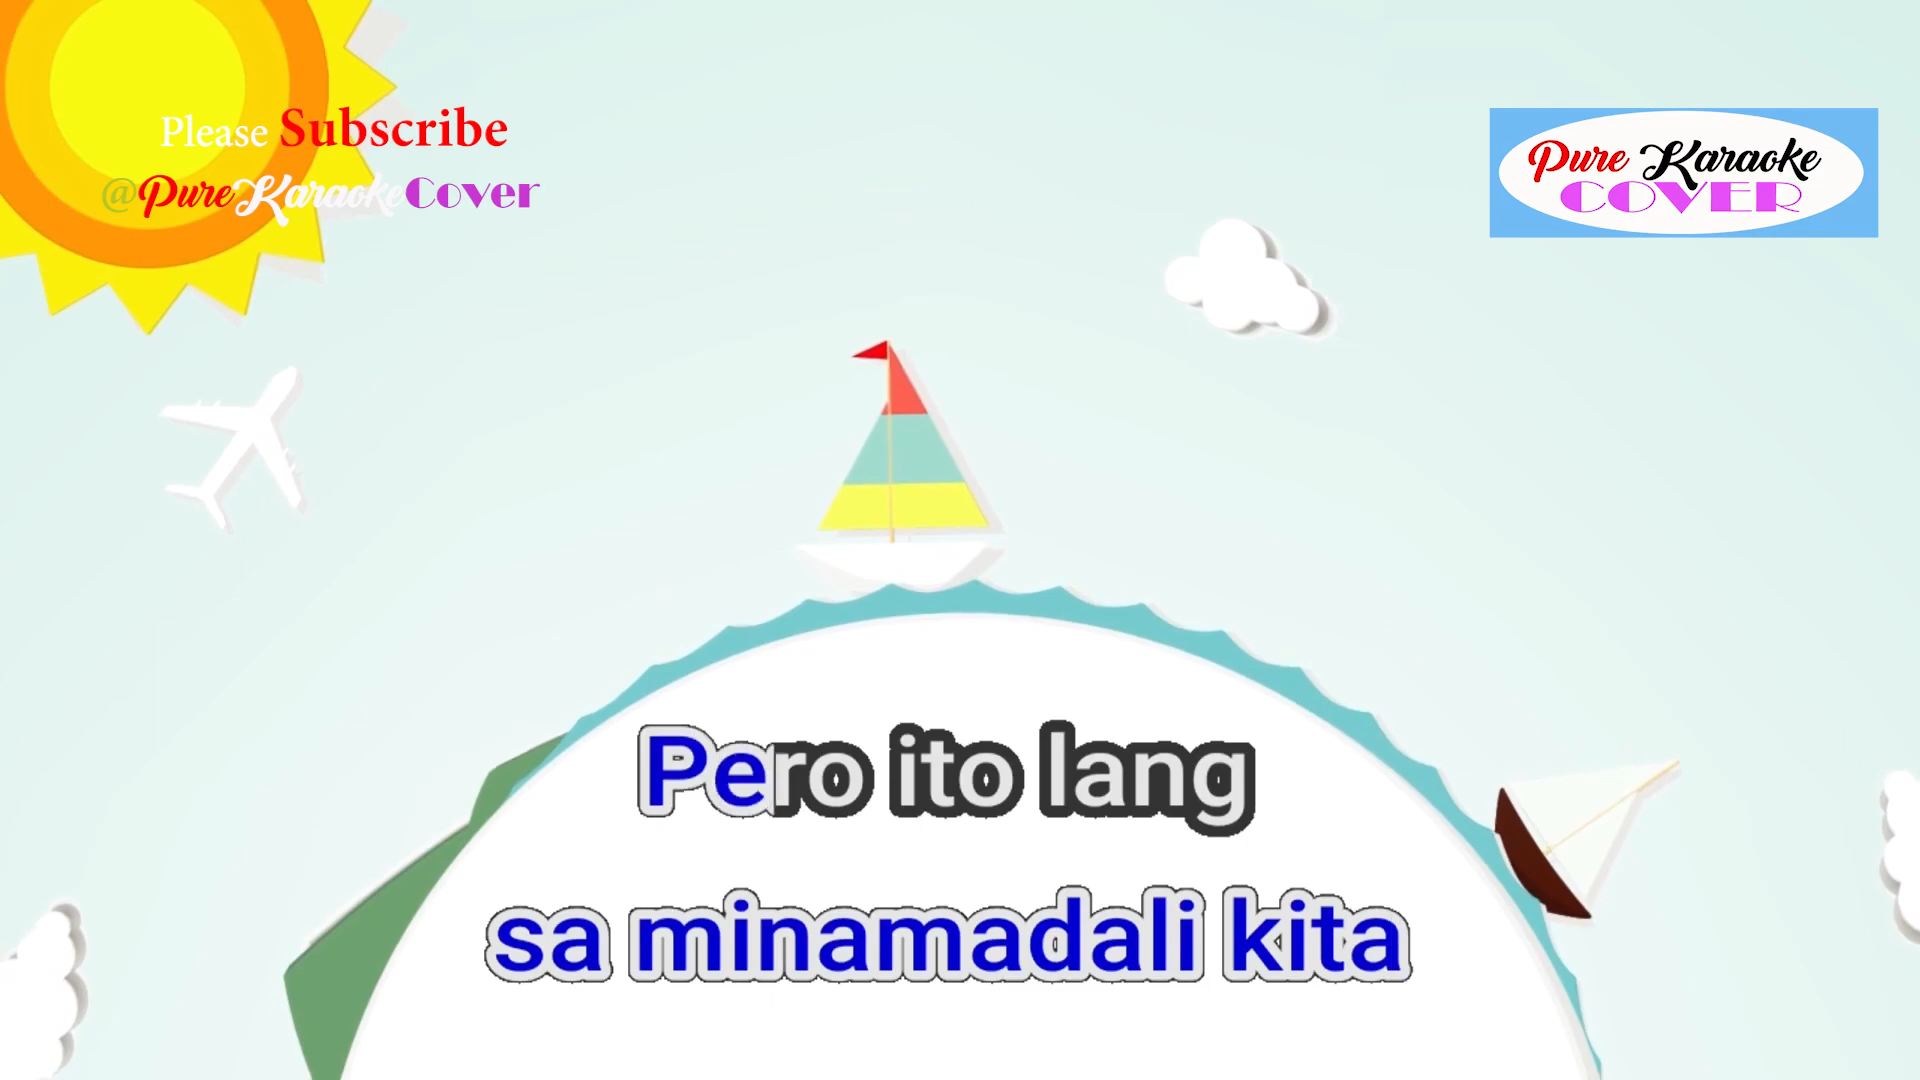 Please Subscribe
@PureKaraokeCover
Pure Karaoke
COVER
Pero ito lang
sa minamadali kita